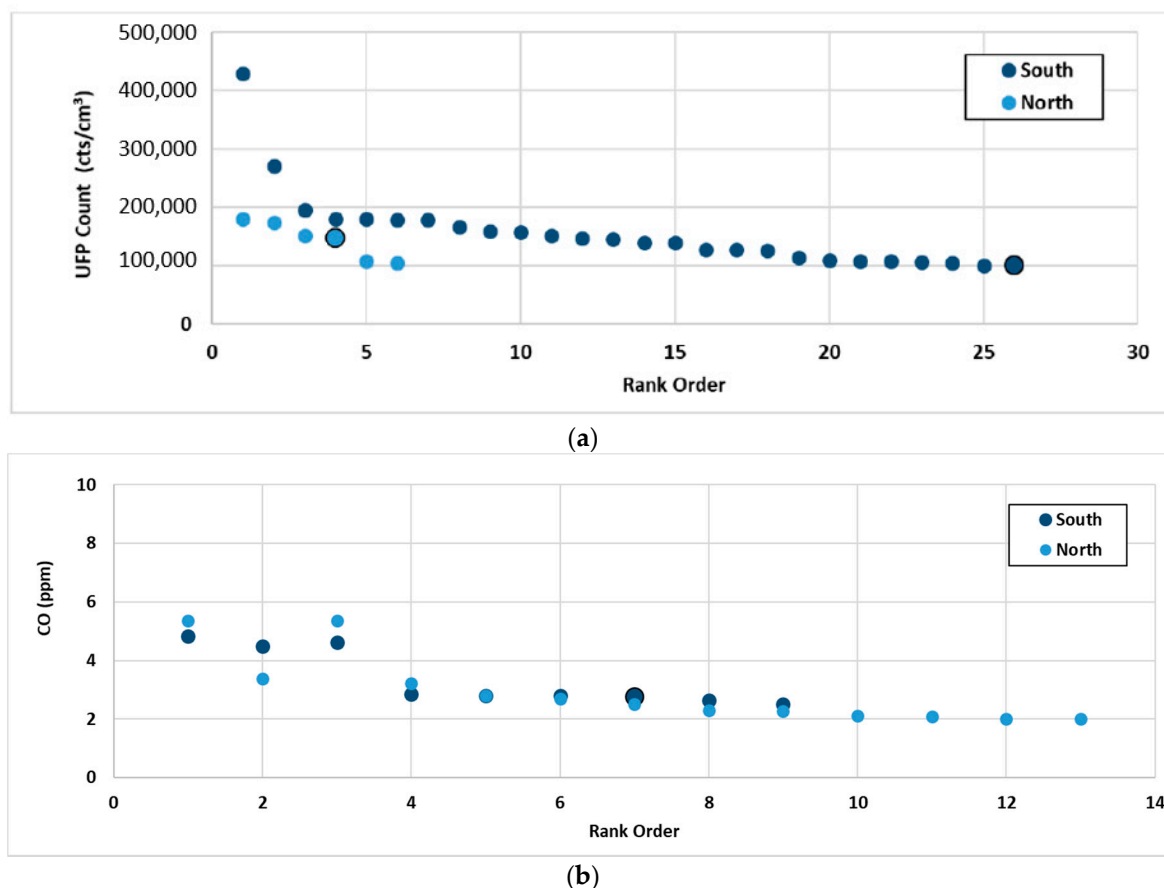 500,000
400,000
300,000
200,000
100,000
0
UFP Count (cts/cm³)
South
North
0 5 10 15 20 25 30
Rank Order
(a)
10
8
6
4
2
0
CO (ppm)
South
North
0 2 4 6 8 10 12 14
Rank Order
(b)